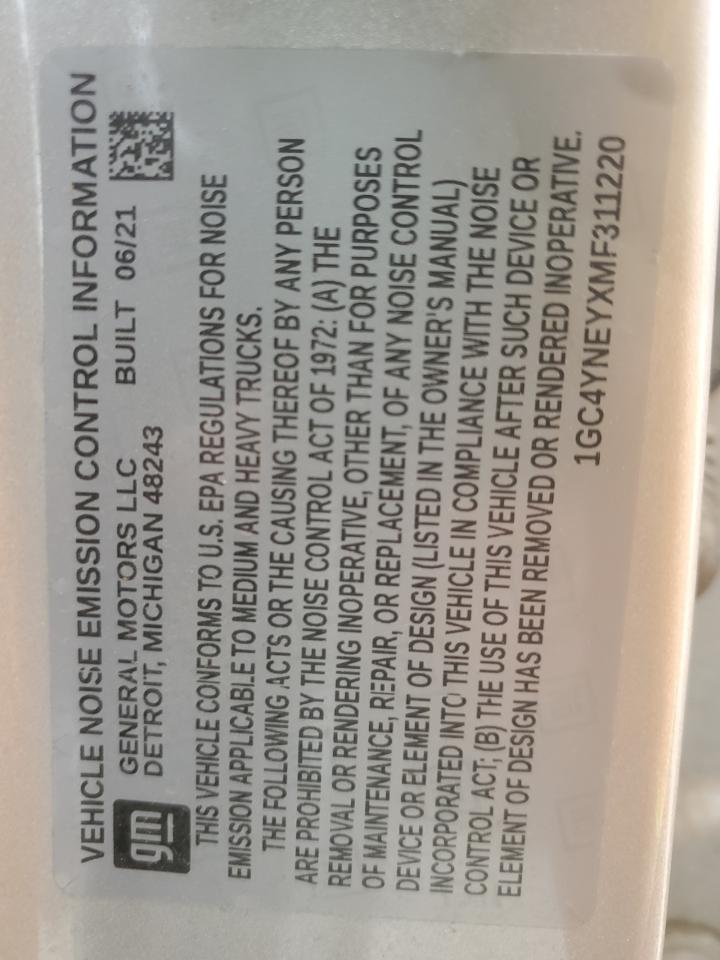 VEHICLE NOISE EMISSION CONTROL INFORMATION
gm
GENERAL MOTORS LLC BUILT 06/21
DETROIT, MICHIGAN 48243
THIS VEHICLE CONFORMS TO U.S. EPA REGULATIONS FOR NOISE
EMISSION APPLICABLE TO MEDIUM AND HEAVY TRUCKS.
THE FOLLOWING ACTS OR THE CAUSING THEREOF BY ANY PERSON
ARE PROHIBITED BY THE NOISE CONTROL ACT OF 1972: (A) THE
REMOVAL OR RENDERING INOPERATIVE, OTHER THAN FOR PURPOSES
OF MAINTENANCE, REPAIR, OR REPLACEMENT, OF ANY NOISE CONTROL
DEVICE OR ELEMENT OF DESIGN (LISTED IN THE OWNER'S MANUAL)
INCORPORATED INTO THIS VEHICLE IN COMPLIANCE WITH THE NOISE
CONTROL ACT; (B) THE USE OF THIS VEHICLE AFTER SUCH DEVICE OR
ELEMENT OF DESIGN HAS BEEN REMOVED OR RENDERED INOPERATIVE.
1GC4YNEYXMF311220